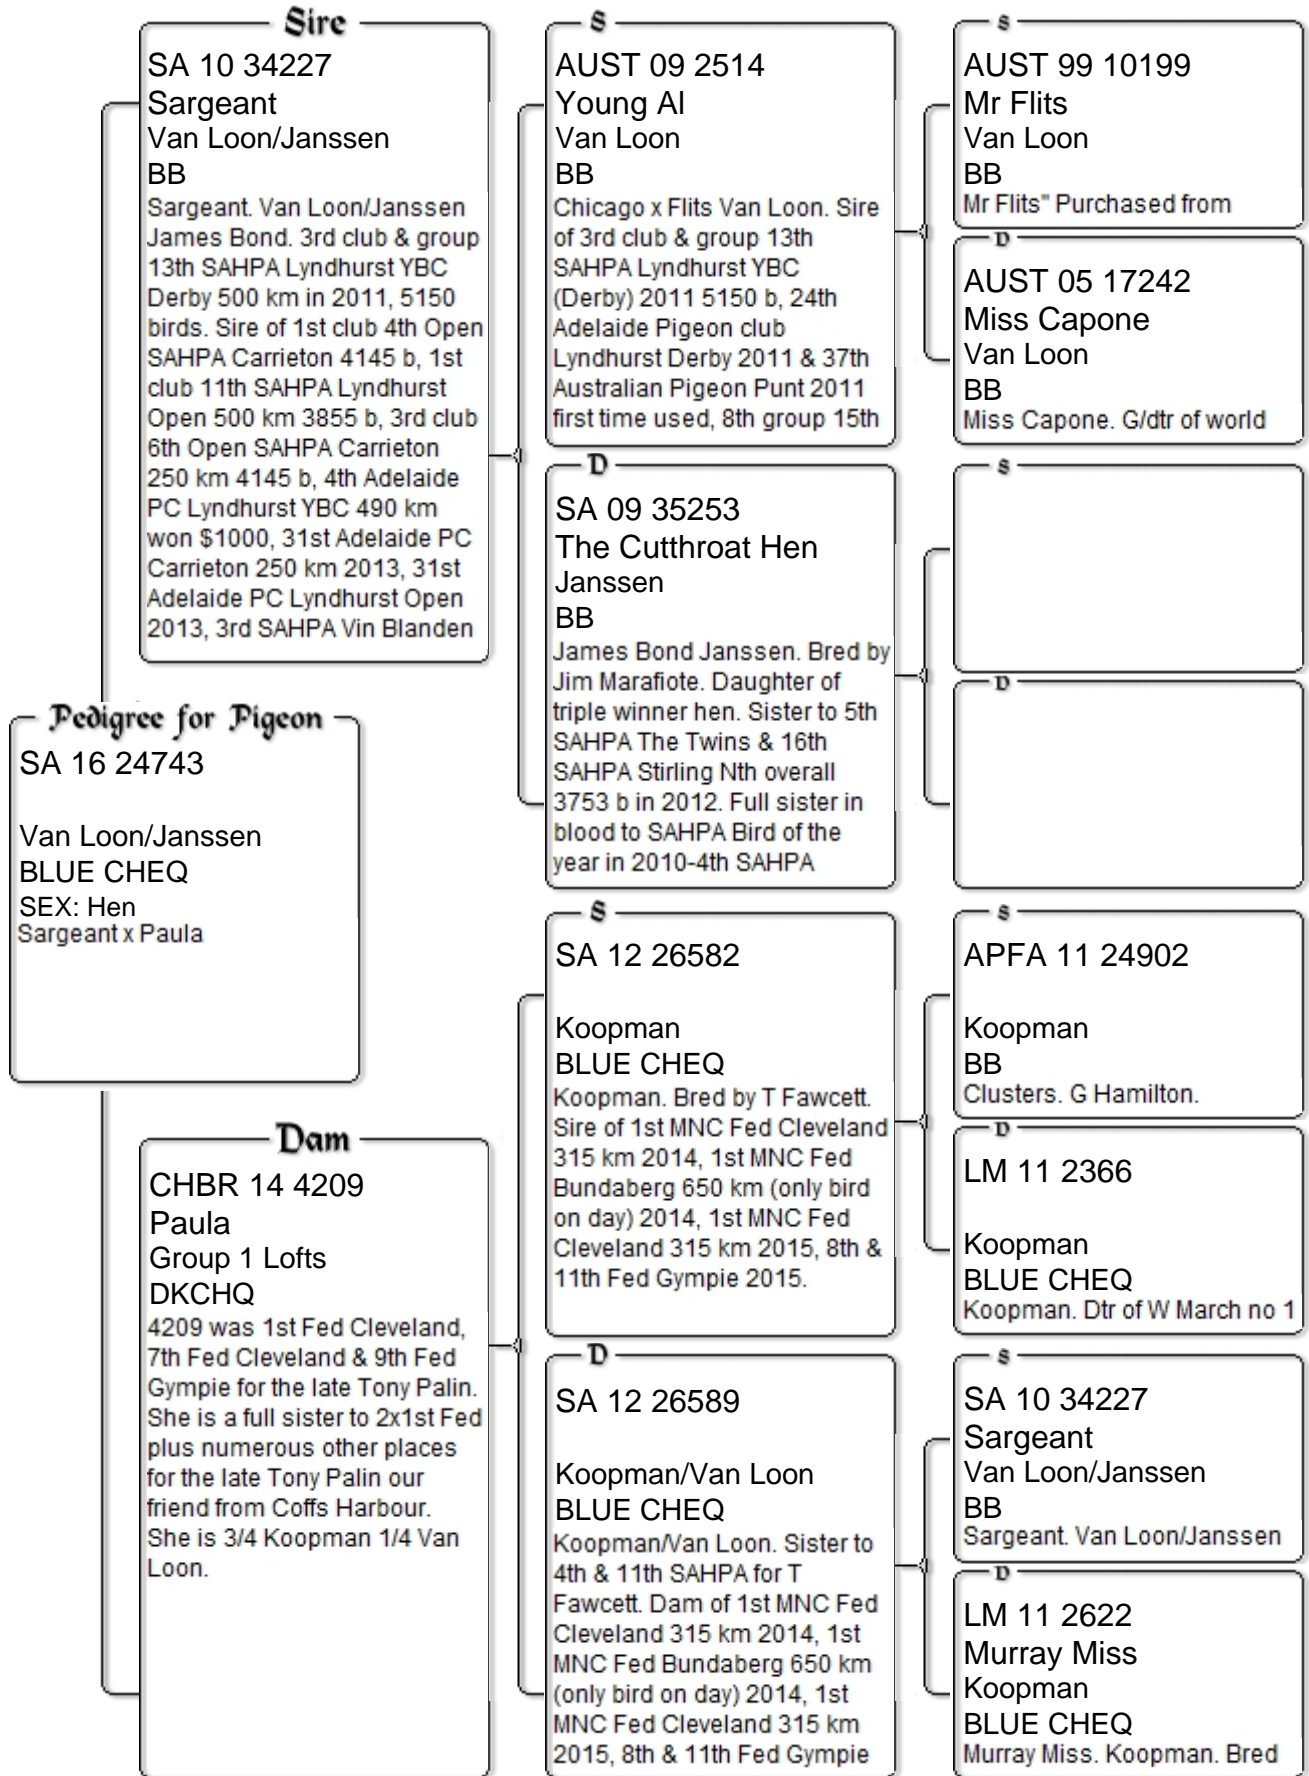 Sire
SA 10 34227
Sargeant
Van Loon/Janssen
BB
Sargeant. Van Loon/Janssen
James Bond. 3rd club & group
13th SAHPA Lyndhurst YBC
Derby 500 km in 2011, 5150
birds. Sire of 1st club 4th Open
SAHPA Carrieton 4145 b, 1st
club 11th SAHPA Lyndhurst
Open 500 km 3855 b, 3rd club
6th Open SAHPA Carrieton
250 km 4145 b, 4th Adelaide
PC Lyndhurst YBC 490 km
won $1000, 31st Adelaide PC
Carrieton 250 km 2013, 31st
Adelaide PC Lyndhurst Open
2013, 3rd SAHPA Vin Blanden
Pedigree for Pigeon
SA 16 24743
Van Loon/Janssen
BLUE CHEQ
SEX: Hen
Sargeant x Paula
Dam
CHBR 14 4209
Paula
Group 1 Lofts
DKCHQ
4209 was 1st Fed Cleveland,
7th Fed Cleveland & 9th Fed
Gympie for the late Tony Palin.
She is a full sister to 2x1st Fed
plus numerous other places
for the late Tony Palin our
friend from Coffs Harbour.
She is 3/4 Koopman 1/4 Van
Loon.
S
AUST 09 2514
Young Al
Van Loon
BB
Chicago x Flits Van Loon. Sire
of 3rd club & group 13th
SAHPA Lyndhurst YBC
(Derby) 2011 5150 b, 24th
Adelaide Pigeon club
Lyndhurst Derby 2011 & 37th
Australian Pigeon Punt 2011
first time used, 8th group 15th
D
SA 09 35253
The Cutthroat Hen
Janssen
BB
James Bond Janssen. Bred by
Jim Marafiote. Daughter of
triple winner hen. Sister to 5th
SAHPA The Twins & 16th
SAHPA Stirling Nth overall
3753 b in 2012. Full sister in
blood to SAHPA Bird of the
year in 2010-4th SAHPA
S
SA 12 26582
Koopman
BLUE CHEQ
Koopman. Bred by T Fawcett.
Sire of 1st MNC Fed Cleveland
315 km 2014, 1st MNC Fed
Bundaberg 650 km (only bird
on day) 2014, 1st MNC Fed
Cleveland 315 km 2015, 8th &
11th Fed Gympie 2015.
D
SA 12 26589
Koopman/Van Loon
BLUE CHEQ
Koopman/Van Loon. Sister to
4th & 11th SAHPA for T
Fawcett. Dam of 1st MNC Fed
Cleveland 315 km 2014, 1st
MNC Fed Bundaberg 650 km
(only bird on day) 2014, 1st
MNC Fed Cleveland 315 km
2015, 8th & 11th Fed Gympie
S
AUST 99 10199
Mr Flits
Van Loon
BB
Mr Flits" Purchased from
D
AUST 05 17242
Miss Capone
Van Loon
BB
Miss Capone. G/dtr of world
S
D
S
APFA 11 24902
Koopman
BB
Clusters. G Hamilton.
D
LM 11 2366
Koopman
BLUE CHEQ
Koopman. Dtr of W March no 1
S
SA 10 34227
Sargeant
Van Loon/Janssen
BB
Sargeant. Van Loon/Janssen
D
LM 11 2622
Murray Miss
Koopman
BLUE CHEQ
Murray Miss. Koopman. Bred